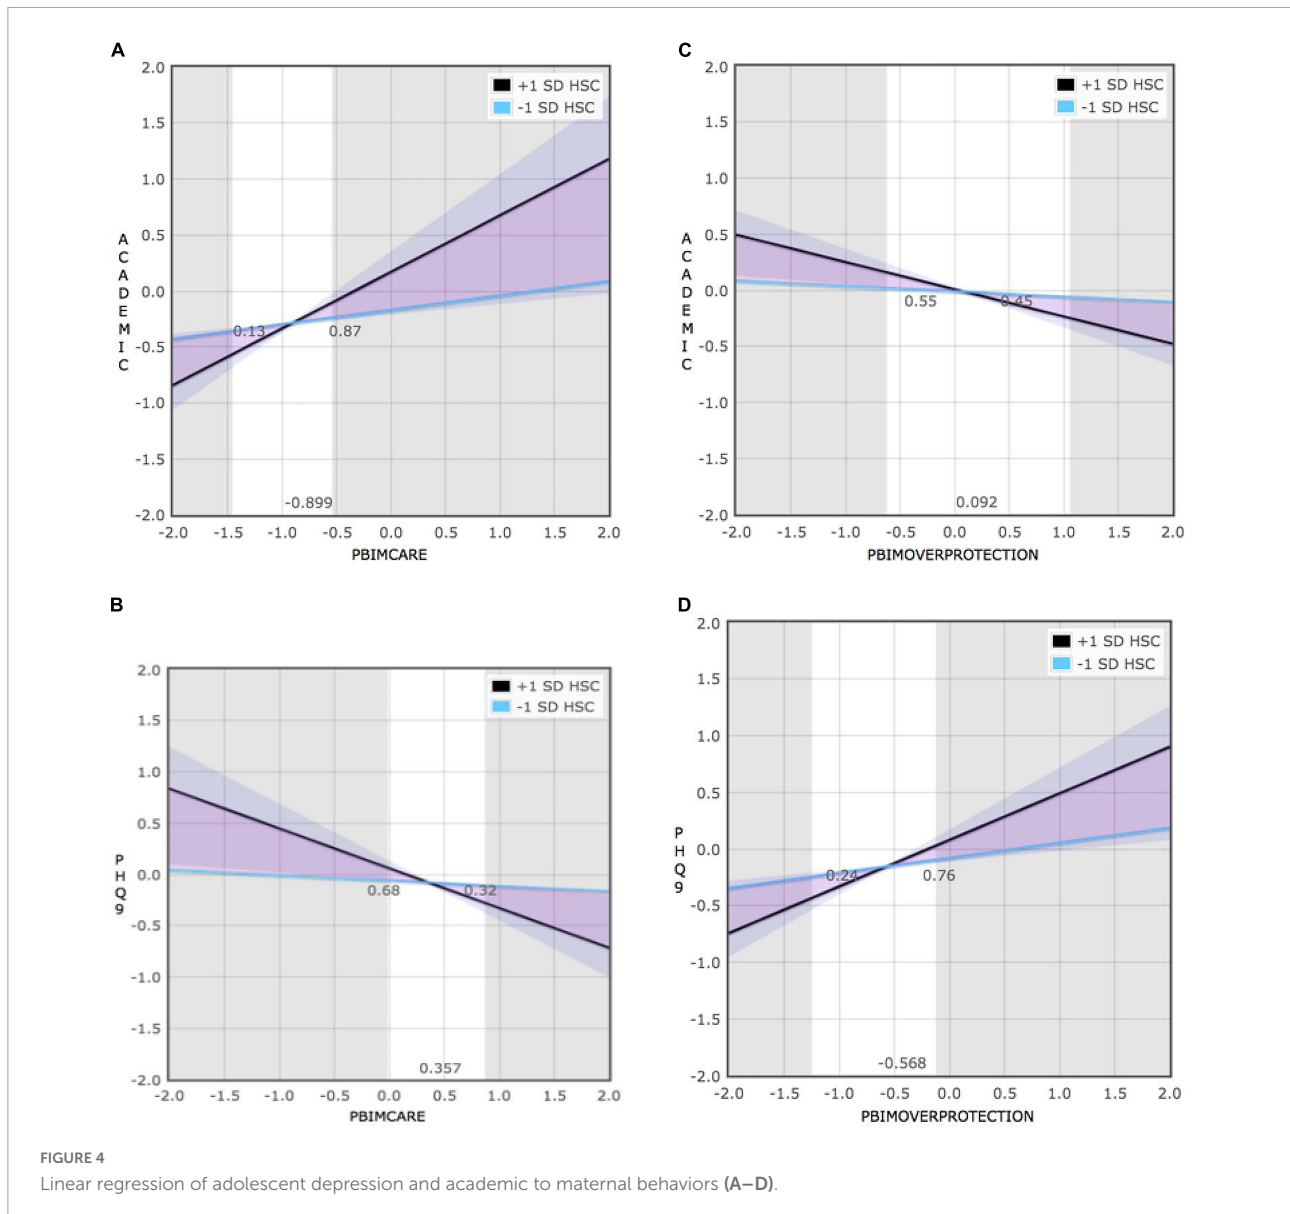 A
2.0
1.5
1.0
0.5
0.0
-0.5
-1.0
-1.5
-2.0
ACADEMIC
+1 SD HSC
-1 SD HSC
0.13
0.87
-0.899
-2.0 -1.5 -1.0 -0.5 0.0 0.5 1.0 1.5 2.0
PBIMCARE
C
2.0
1.5
1.0
0.5
0.0
-0.5
-1.0
-1.5
-2.0
ACADEMIC
+1 SD HSC
-1 SD HSC
0.55
0.45
0.092
-2.0 -1.5 -1.0 -0.5 0.0 0.5 1.0 1.5 2.0
PBIMOVERPROTECTION
B
2.0
1.5
1.0
0.5
0.0
-0.5
-1.0
-1.5
-2.0
PHQ9
+1 SD HSC
-1 SD HSC
0.68
0.32
0.357
-2.0 -1.5 -1.0 -0.5 0.0 0.5 1.0 1.5 2.0
PBIMCARE
D
2.0
1.5
1.0
0.5
0.0
-0.5
-1.0
-1.5
-2.0
PHQ9
+1 SD HSC
-1 SD HSC
0.24
0.76
-0.568
-2.0 -1.5 -1.0 -0.5 0.0 0.5 1.0 1.5 2.0
PBIMOVERPROTECTION
FIGURE 4
Linear regression of adolescent depression and academic to maternal behaviors (A–D).